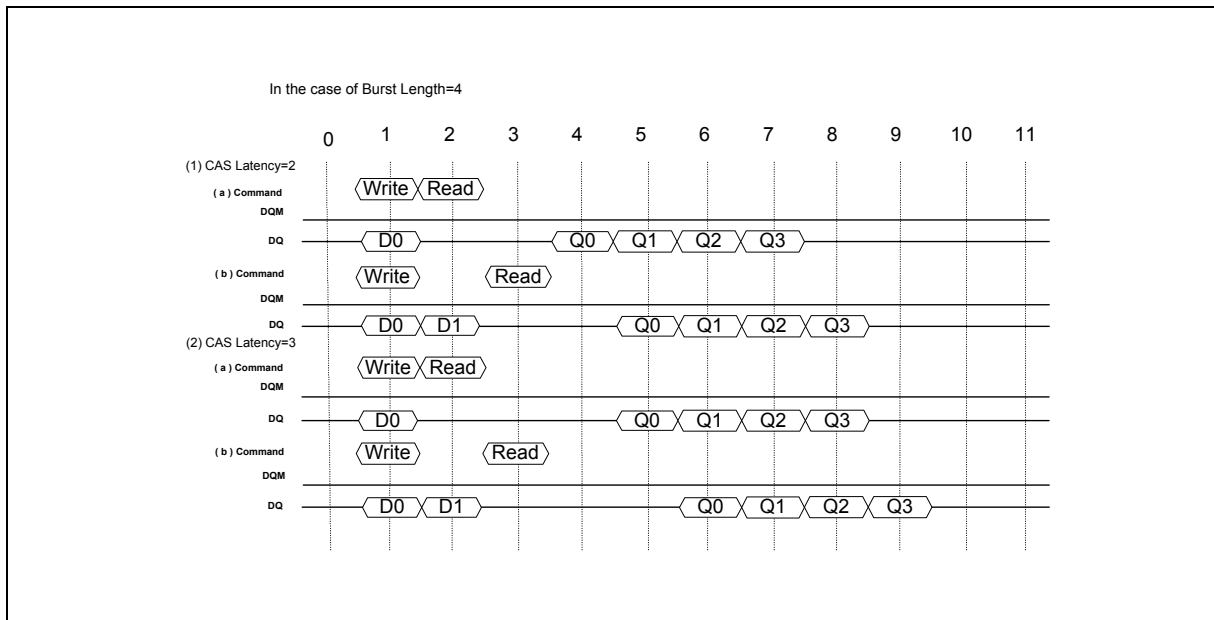 In the case of Burst Length=4
0 1 2 3 4 5 6 7 8 9 10 11
(1) CAS Latency=2
( a ) Command Write Read
DQM
DQ D0 Q0 Q1 Q2 Q3
( b ) Command Write Read
DQM
DQ D0 D1 Q0 Q1 Q2 Q3
(2) CAS Latency=3
( a ) Command Write Read
DQM
DQ D0 Q0 Q1 Q2 Q3
( b ) Command Write Read
DQM
DQ D0 D1 Q0 Q1 Q2 Q3